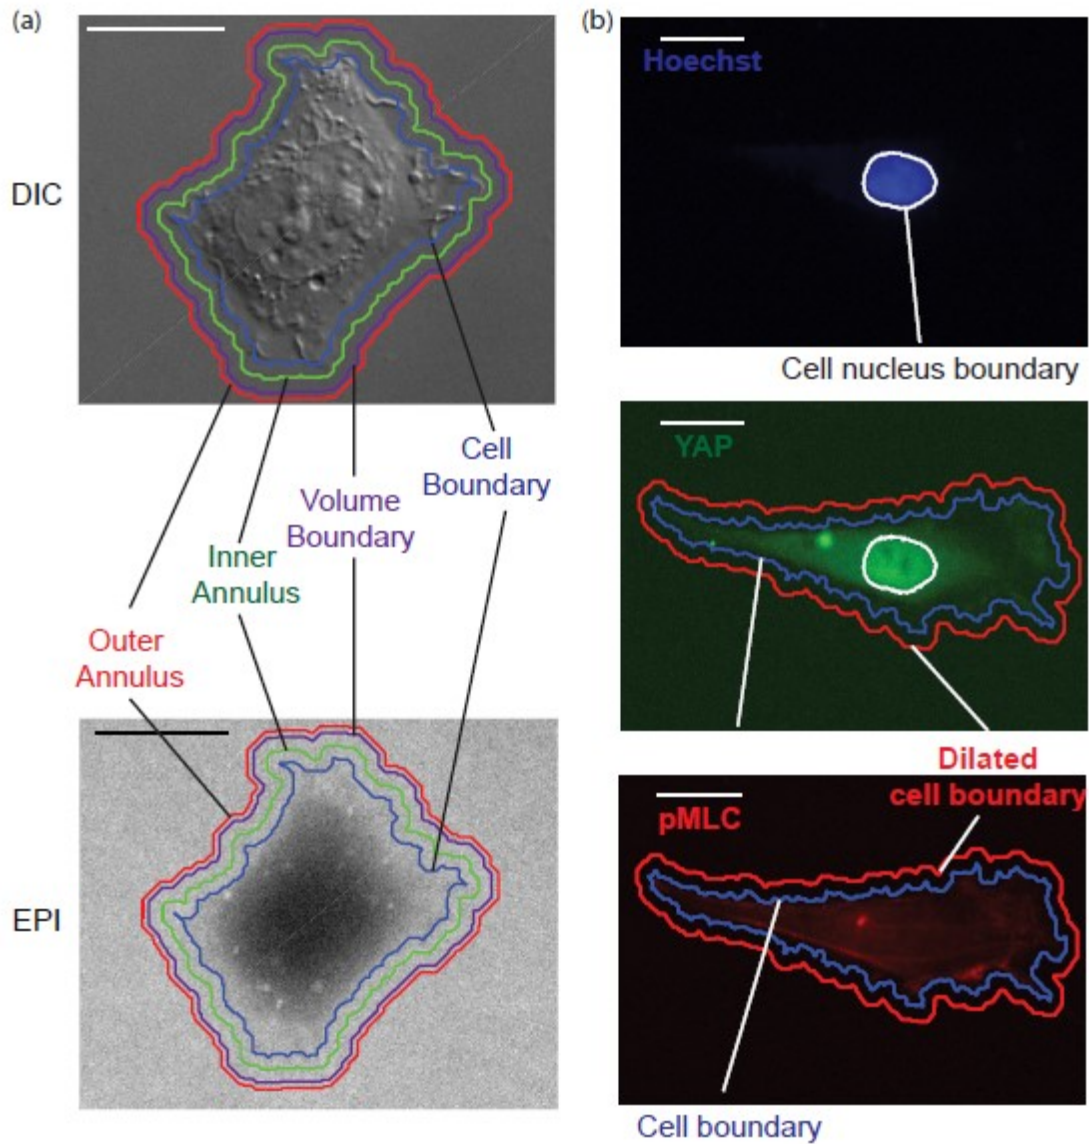 (a)
(b)
Hoechst
DIC
Cell nucleus boundary
YAP
Cell
Boundary
Volume
Boundary
Inner
Annulus
Outer
Annulus
Dilated
cell boundary
pMLC
EPI
Cell boundary